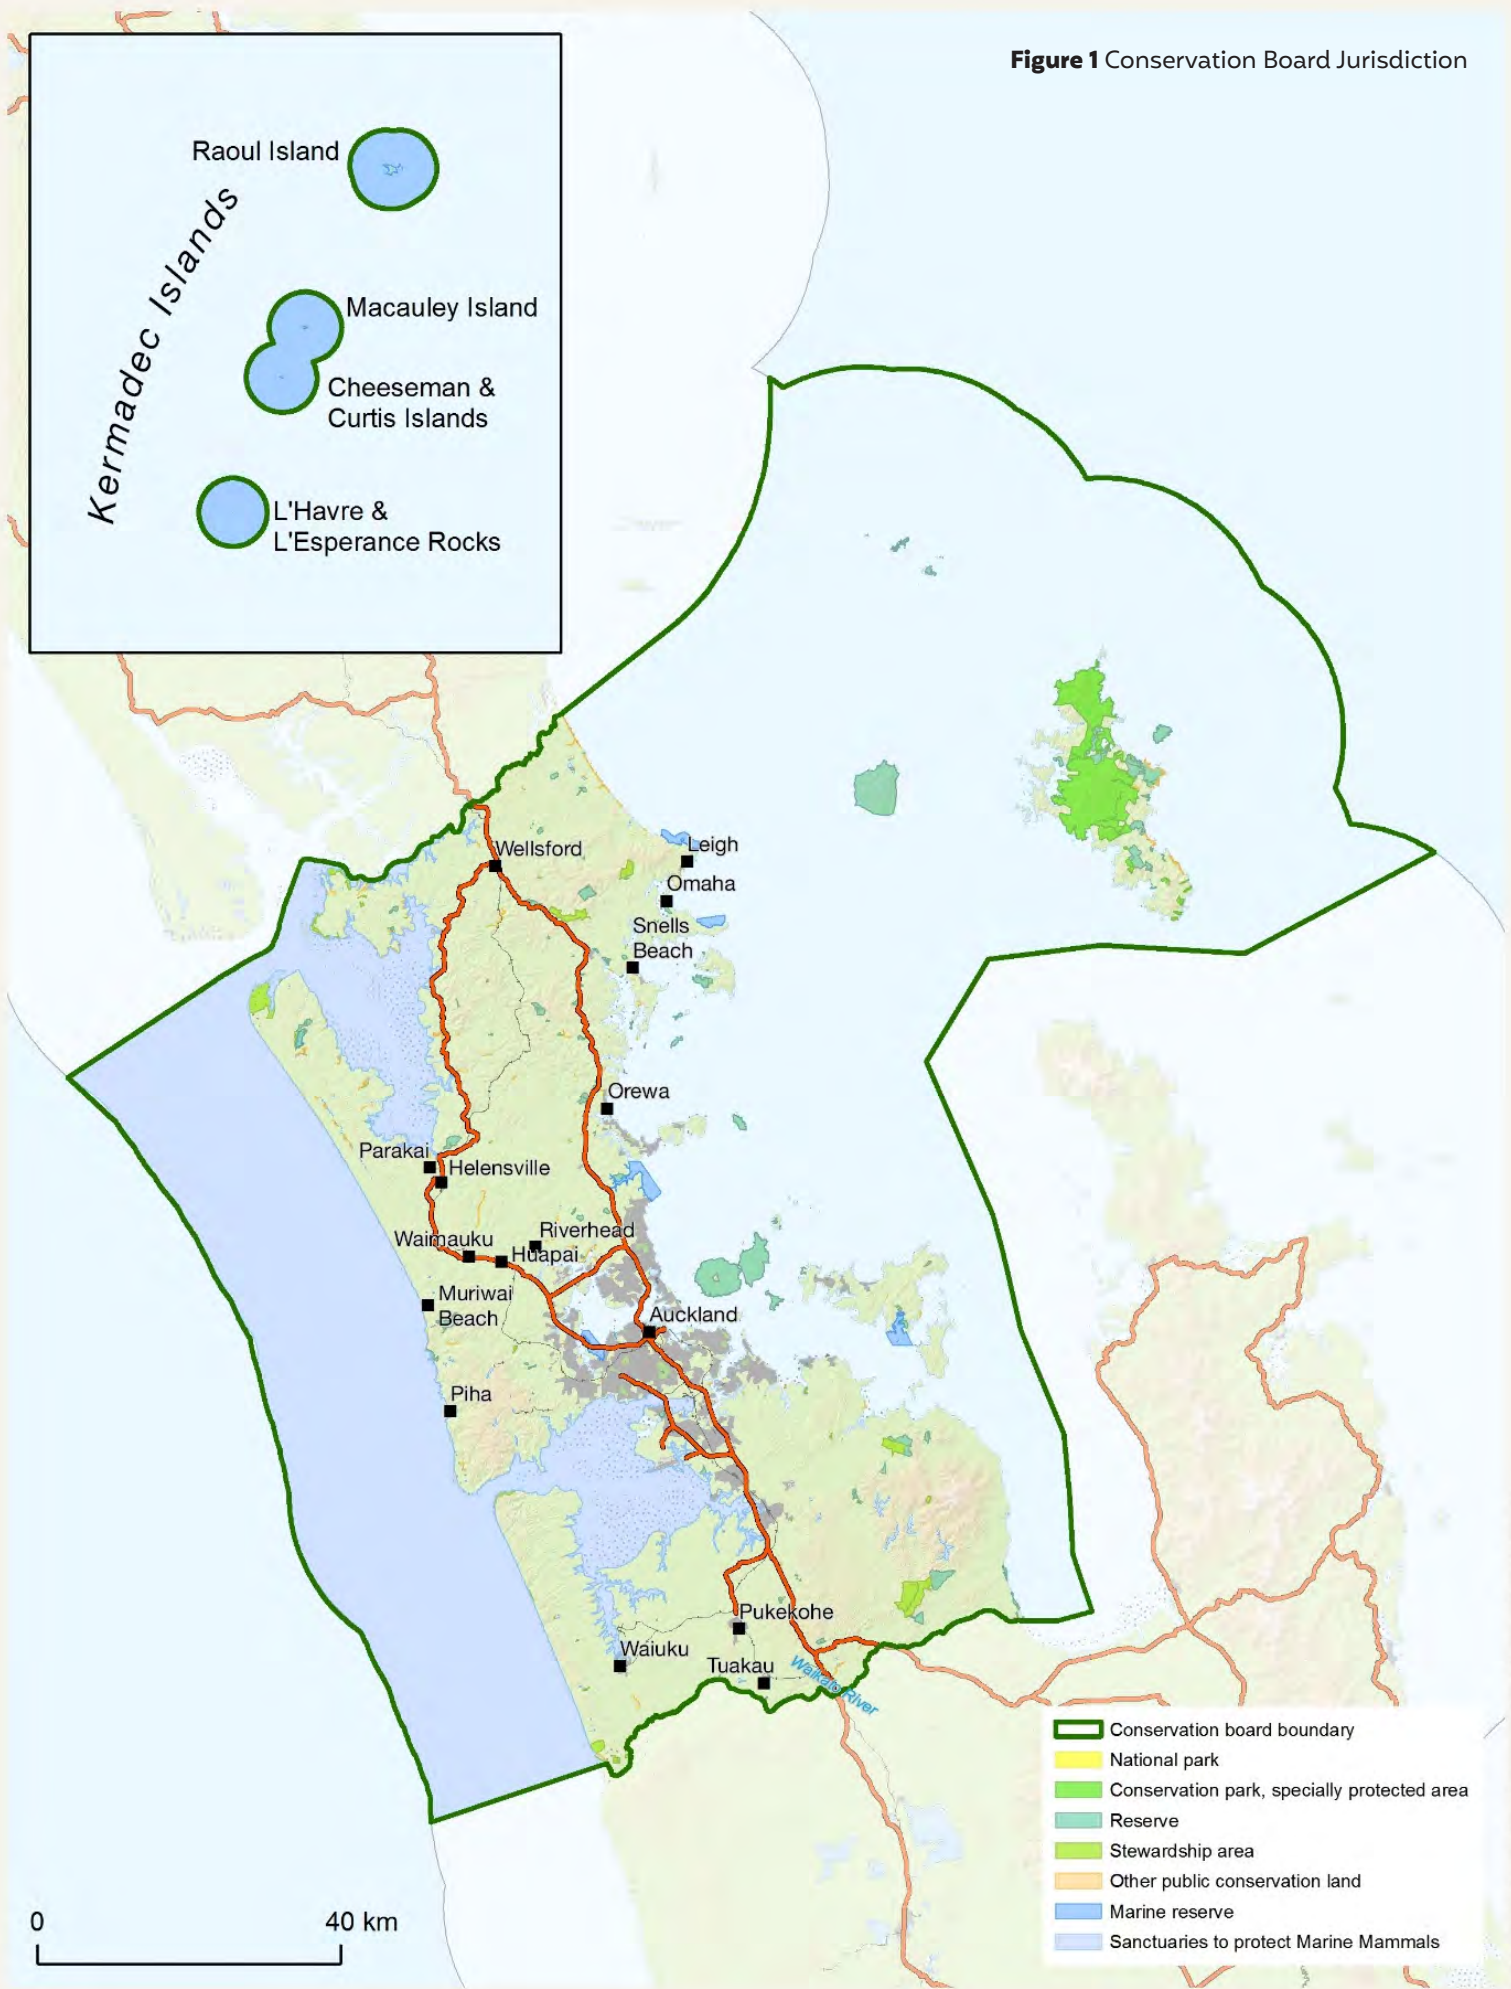 Figure 1 Conservation Board Jurisdiction
Raoul Island
Kermadec Islands
Macauley Island
Cheeseman &
Curtis Islands
L'Havre &
L'Esperance Rocks
Wellsford
Leigh
Omaha
Snells
Beach
Orewa
Parakai
Helensville
Riverhead
Waimauku
Huapai
Muriwai
Beach
Auckland
Piha
Pukekohe
Waiuku
Tuakau
Waikato River
Conservation board boundary
National park
Conservation park, specially protected area
Reserve
Stewardship area
Other public conservation land
Marine reserve
Sanctuaries to protect Marine Mammals
0
40 km